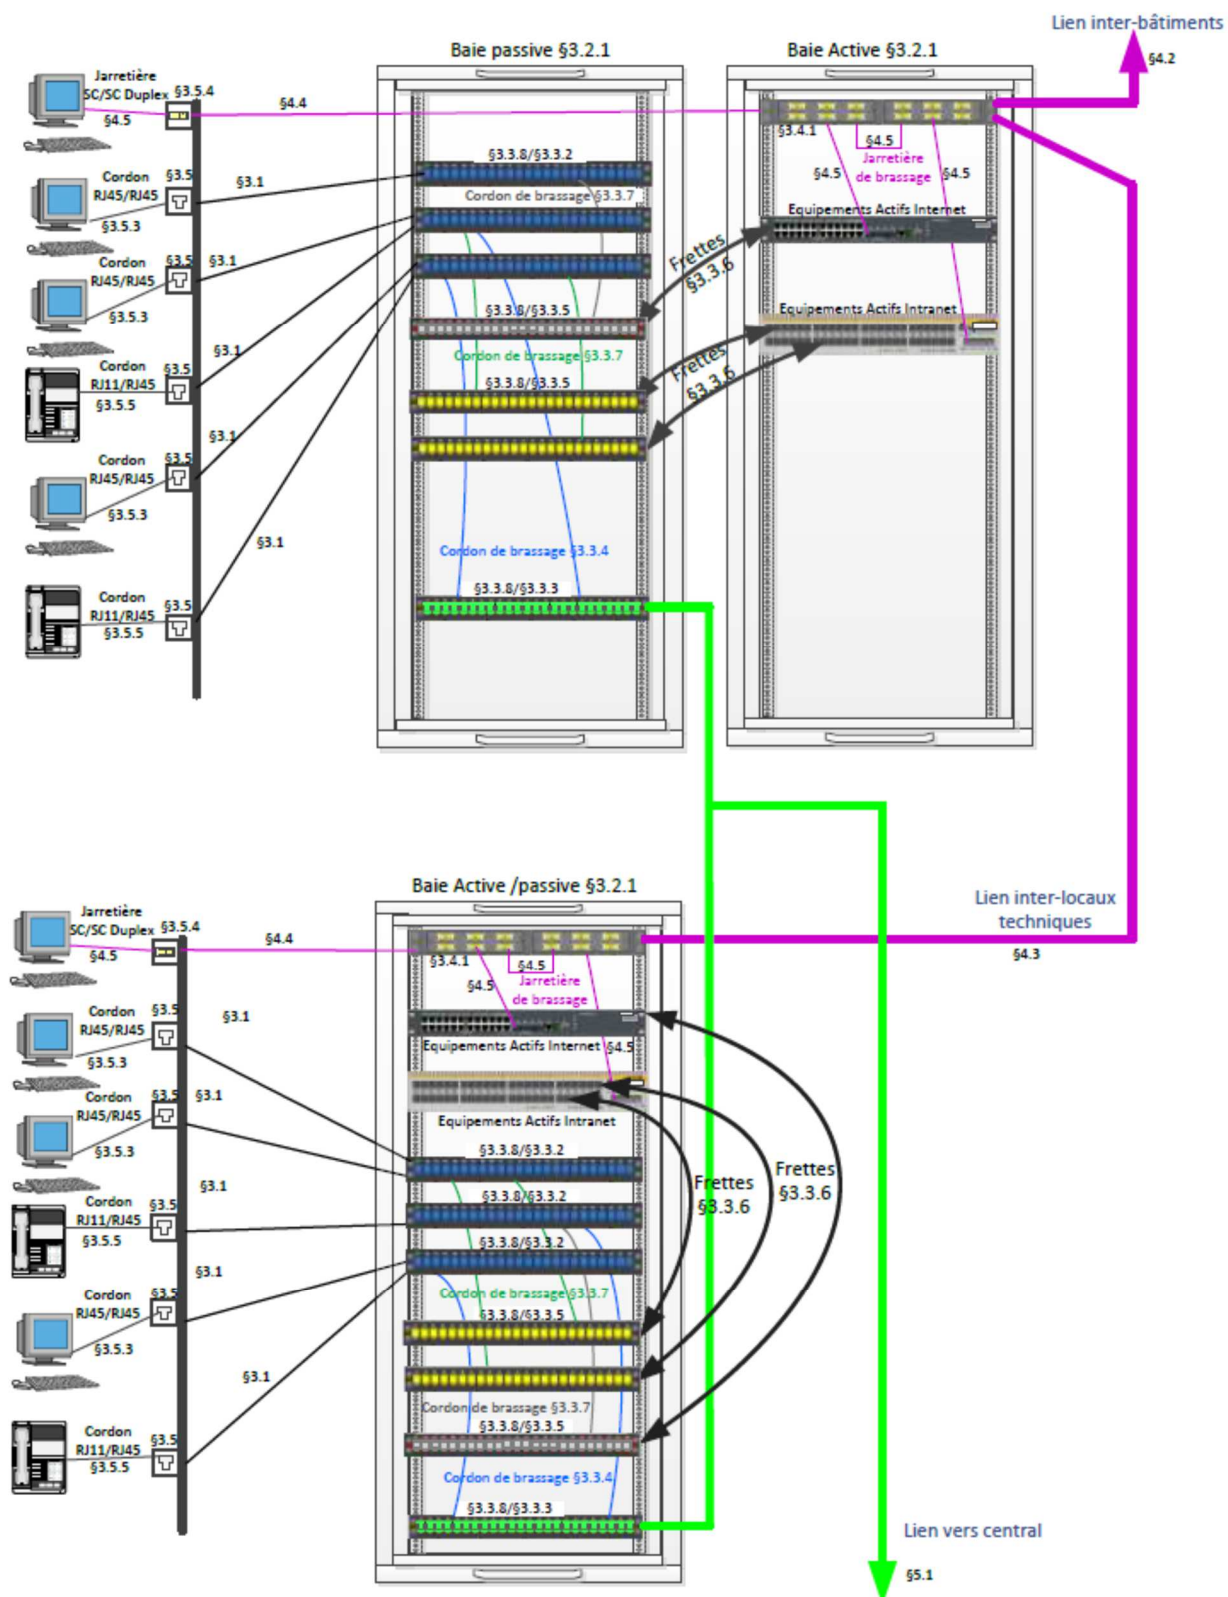 Lien inter-bâtiments
§4.2
Baie passive §3.2.1
Baie Active §3.2.1
Jarretière
SC/SC Duplex
§3.5.4
§4.5
§4.4
§3.4.1
§4.5
Jarretière
de brassage
§4.5
§4.5
Cordon
RJ45/RJ45
§3.5
§3.5.3
§3.1
§3.3.8/§3.3.2
Cordon de brassage §3.3.7
Equipements Actifs Internet
Cordon
RJ45/RJ45
§3.5
§3.5.3
§3.1
Frettes
§3.3.6
§3.3.8/§3.3.5
Equipements Actifs Intranet
Cordon de brassage §3.3.7
Frettes
§3.3.6
Cordon
RJ11/RJ45
§3.5
§3.5.5
§3.1
§3.3.8/§3.3.5
Cordon
RJ45/RJ45
§3.5
§3.5.3
§3.1
§3.1
Cordon de brassage §3.3.4
§3.3.8/§3.3.3
Cordon
RJ11/RJ45
§3.5
§3.5.5
Baie Active /passive §3.2.1
Lien inter-locaux
techniques
§4.3
Jarretière
SC/SC Duplex
§3.5.4
§4.5
§4.4
§3.4.1
§4.5
§4.5
Jarretière
de brassage
Cordon
RJ45/RJ45
§3.5
§3.5.3
§3.1
Equipements Actifs Internet
§4.5
Cordon
RJ45/RJ45
§3.5
§3.5.3
§3.1
Equipements Actifs Intranet
§3.3.8/§3.3.2
Frettes
§3.3.6
Frettes
§3.3.6
Cordon
RJ11/RJ45
§3.5
§3.5.5
§3.1
§3.3.8/§3.3.2
§3.3.8/§3.3.2
§3.1
Cordon
RJ45/RJ45
§3.5
§3.5.3
Cordon de brassage §3.3.7
§3.3.8/§3.3.5
§3.1
Cordon de brassage §3.3.7
§3.3.8/§3.3.5
Cordon
RJ11/RJ45
§3.5
§3.5.5
Cordon de brassage §3.3.4
§3.3.8/§3.3.3
Lien vers central
§5.1